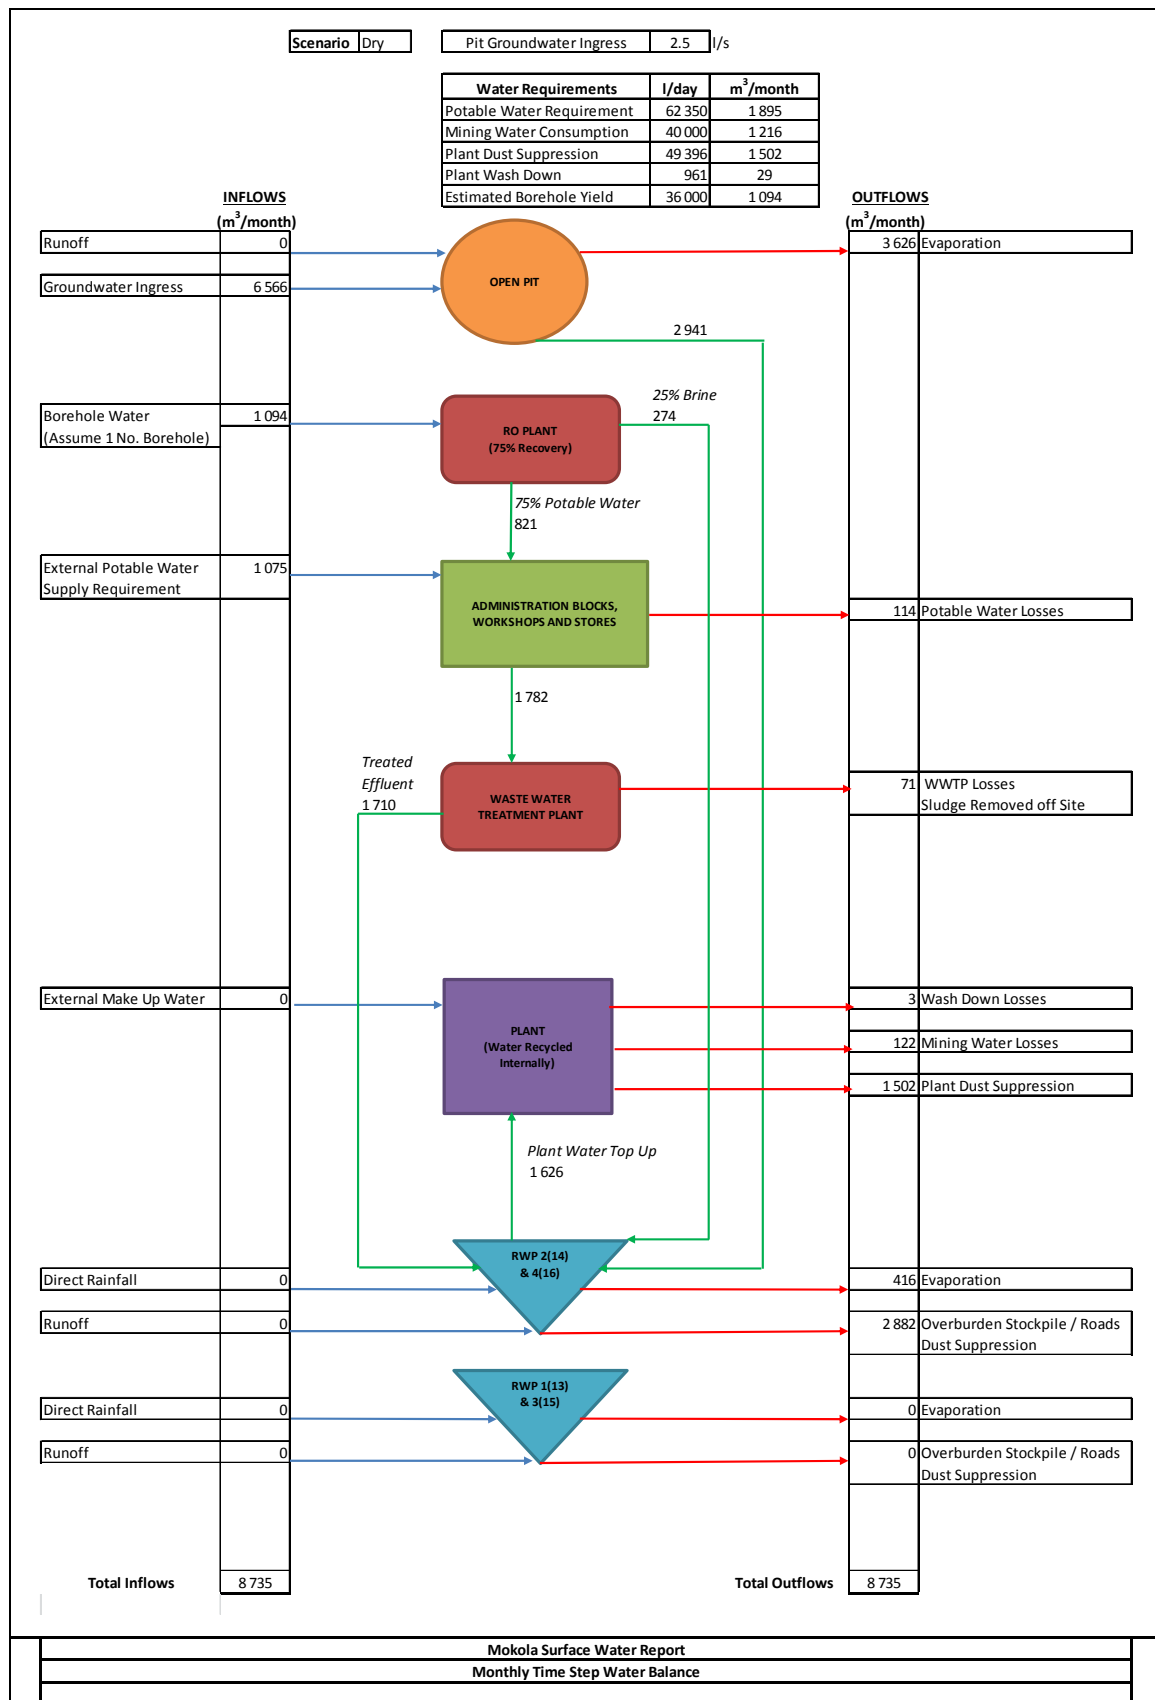 Scenario Dry
Pit Groundwater Ingress 2.5 l/s
Water Requirements l/day m³/month
Potable Water Requirement 62 350 1 895
Mining Water Consumption 40 000 1 216
Plant Dust Suppression 49 396 1 502
Plant Wash Down 961 29
Estimated Borehole Yield 36 000 1 094
INFLOWS
(m³/month)
OUTFLOWS
(m³/month)
Runoff 0
3 626 Evaporation
Groundwater Ingress 6 566
OPEN PIT
2 941
25% Brine
274
Borehole Water 1 094
(Assume 1 No. Borehole)
RO PLANT
(75% Recovery)
75% Potable Water
821
External Potable Water 1 075
Supply Requirement
ADMINISTRATION BLOCKS,
WORKSHOPS AND STORES
114 Potable Water Losses
1 782
Treated
Effluent
1 710
WASTE WATER
TREATMENT PLANT
71 WWTP Losses
Sludge Removed off Site
External Make Up Water 0
PLANT
(Water Recycled
Internally)
3 Wash Down Losses
122 Mining Water Losses
1 502 Plant Dust Suppression
Plant Water Top Up
1 626
RWP 2(14)
& 4(16)
Direct Rainfall 0
416 Evaporation
Runoff 0
2 882 Overburden Stockpile / Roads
Dust Suppression
RWP 1(13)
& 3(15)
Direct Rainfall 0
0 Evaporation
Runoff 0
0 Overburden Stockpile / Roads
Dust Suppression
Total Inflows 8 735
Total Outflows 8 735
Mokola Surface Water Report
Monthly Time Step Water Balance